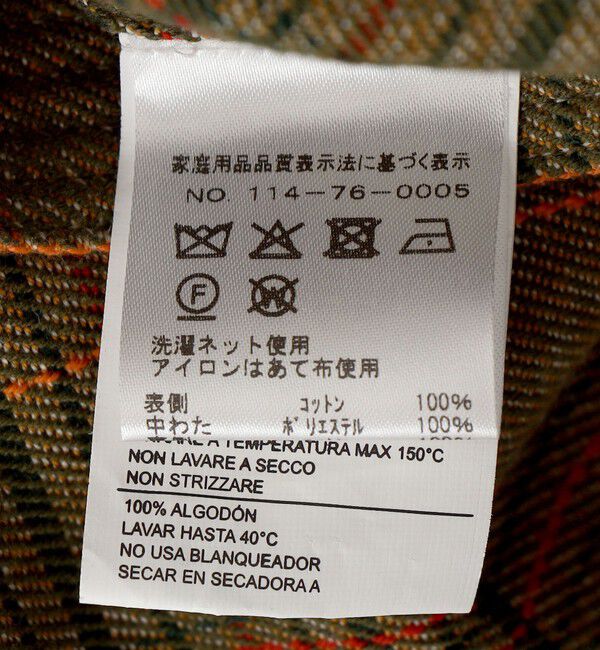 家庭用品品質表示法に基づく表示
NO. 114-76-0005
F
W
洗濯ネット使用
アイロンはあて布使用
表側 コットン 100%
中わた ポリエステル 100%
A TEMPERATURA MAX 150°C
NON LAVARE A SECCO
NON STRIZZARE
100% ALGODÓN
LAVAR HASTA 40°C
NO USA BLANQUEADOR
SECAR EN SECADORA A